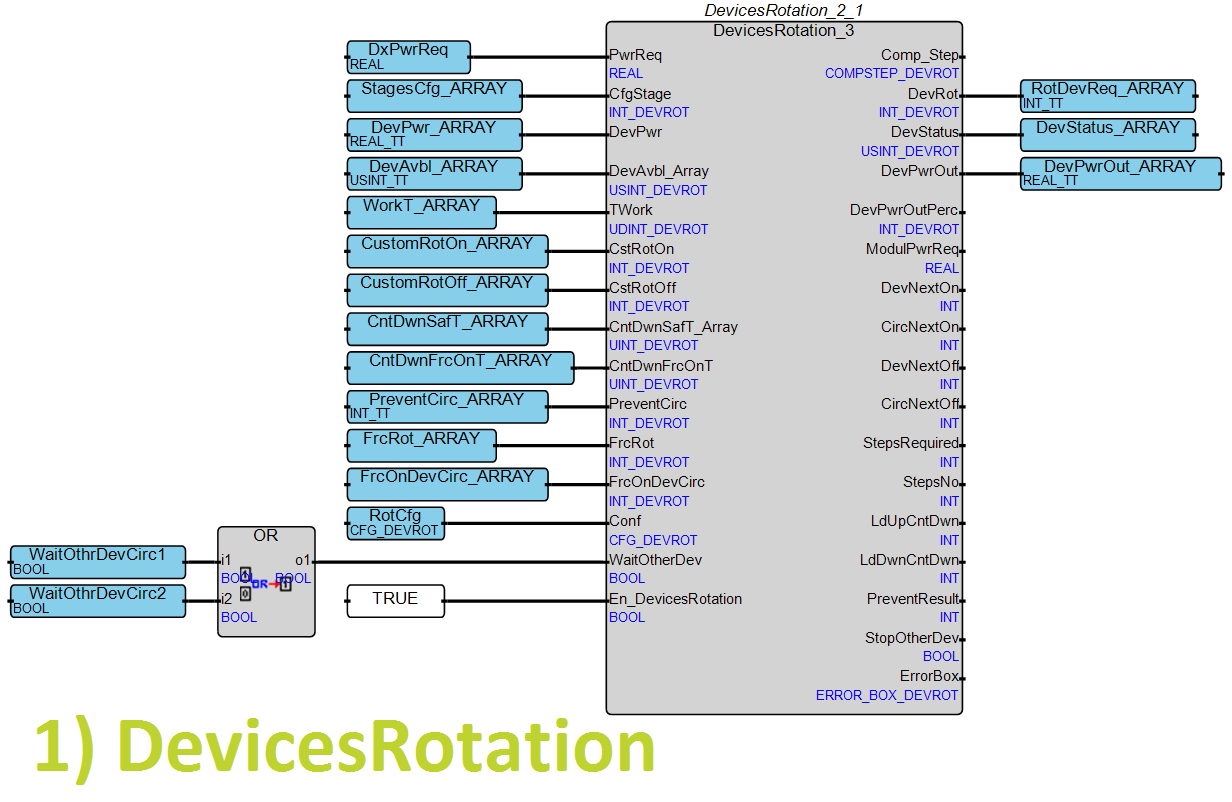 DevicesRotation_2_1
DevicesRotation_3
DxPwrReq
REAL
PwrReq
REAL
Comp_Step
COMPSTEP_DEVROT
StagesCfg_ARRAY
CfgStage
INT_DEVROT
DevRot
INT_DEVROT
RotDevReq_ARRAY
INT_TT
DevPwr_ARRAY
REAL_TT
DevPwr
DevStatus
USINT_DEVROT
DevStatus_ARRAY
DevAvbl_ARRAY
USINT_TT
DevAvbl_Array
USINT_DEVROT
DevPwrOut
DevPwrOut_ARRAY
REAL_TT
WorkT_ARRAY
TWork
UDINT_DEVROT
DevPwrOutPerc
INT_DEVROT
CustomRotOn_ARRAY
CstRotOn
INT_DEVROT
ModulPwrReq
REAL
CustomRotOff_ARRAY
CstRotOff
INT_DEVROT
DevNextOn
INT
CntDwnSafT_ARRAY
CntDwnSafT_Array
UINT_DEVROT
CircNextOn
INT
CntDwnFrcOnT_ARRAY
CntDwnFrcOnT
UINT_DEVROT
DevNextOff
INT
PreventCirc_ARRAY
INT_TT
PreventCirc
INT_DEVROT
CircNextOff
INT
FrcRot_ARRAY
FrcRot
INT_DEVROT
StepsRequired
INT
FrcOnDevCirc_ARRAY
FrcOnDevCirc
INT_DEVROT
StepsNo
INT
RotCfg
CFG_DEVROT
Conf
CFG_DEVROT
LdUpCntDwn
INT
OR
WaitOthrDevCirc1
BOOL
i1
BOOL
o1
BOOL
OR
WaitOtherDev
BOOL
LdDwnCntDwn
INT
WaitOthrDevCirc2
BOOL
i2
BOOL
TRUE
En_DevicesRotation
BOOL
PreventResult
INT
StopOtherDev
BOOL
ErrorBox
ERROR_BOX_DEVROT
1) DevicesRotation